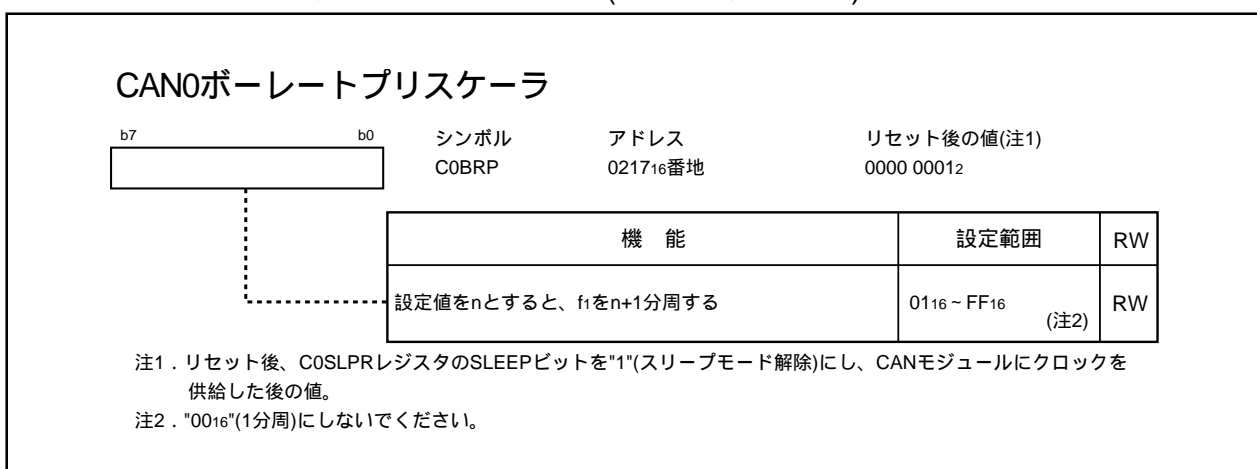 CAN0ボーレートプリスケーラ
b7 b0 シンボル アドレス リセット後の値(注1)
C0BRP 021716番地 0000 00012
機 能 設定範囲 RW
設定値をnとすると、f1をn+1分周する 0116 ~ FF16 (注2) RW
注1．リセット後、C0SLPRレジスタのSLEEPビットを"1"(スリープモード解除)にし、CANモジュールにクロックを
供給した後の値。
注2．"0016"(1分周)にしないでください。